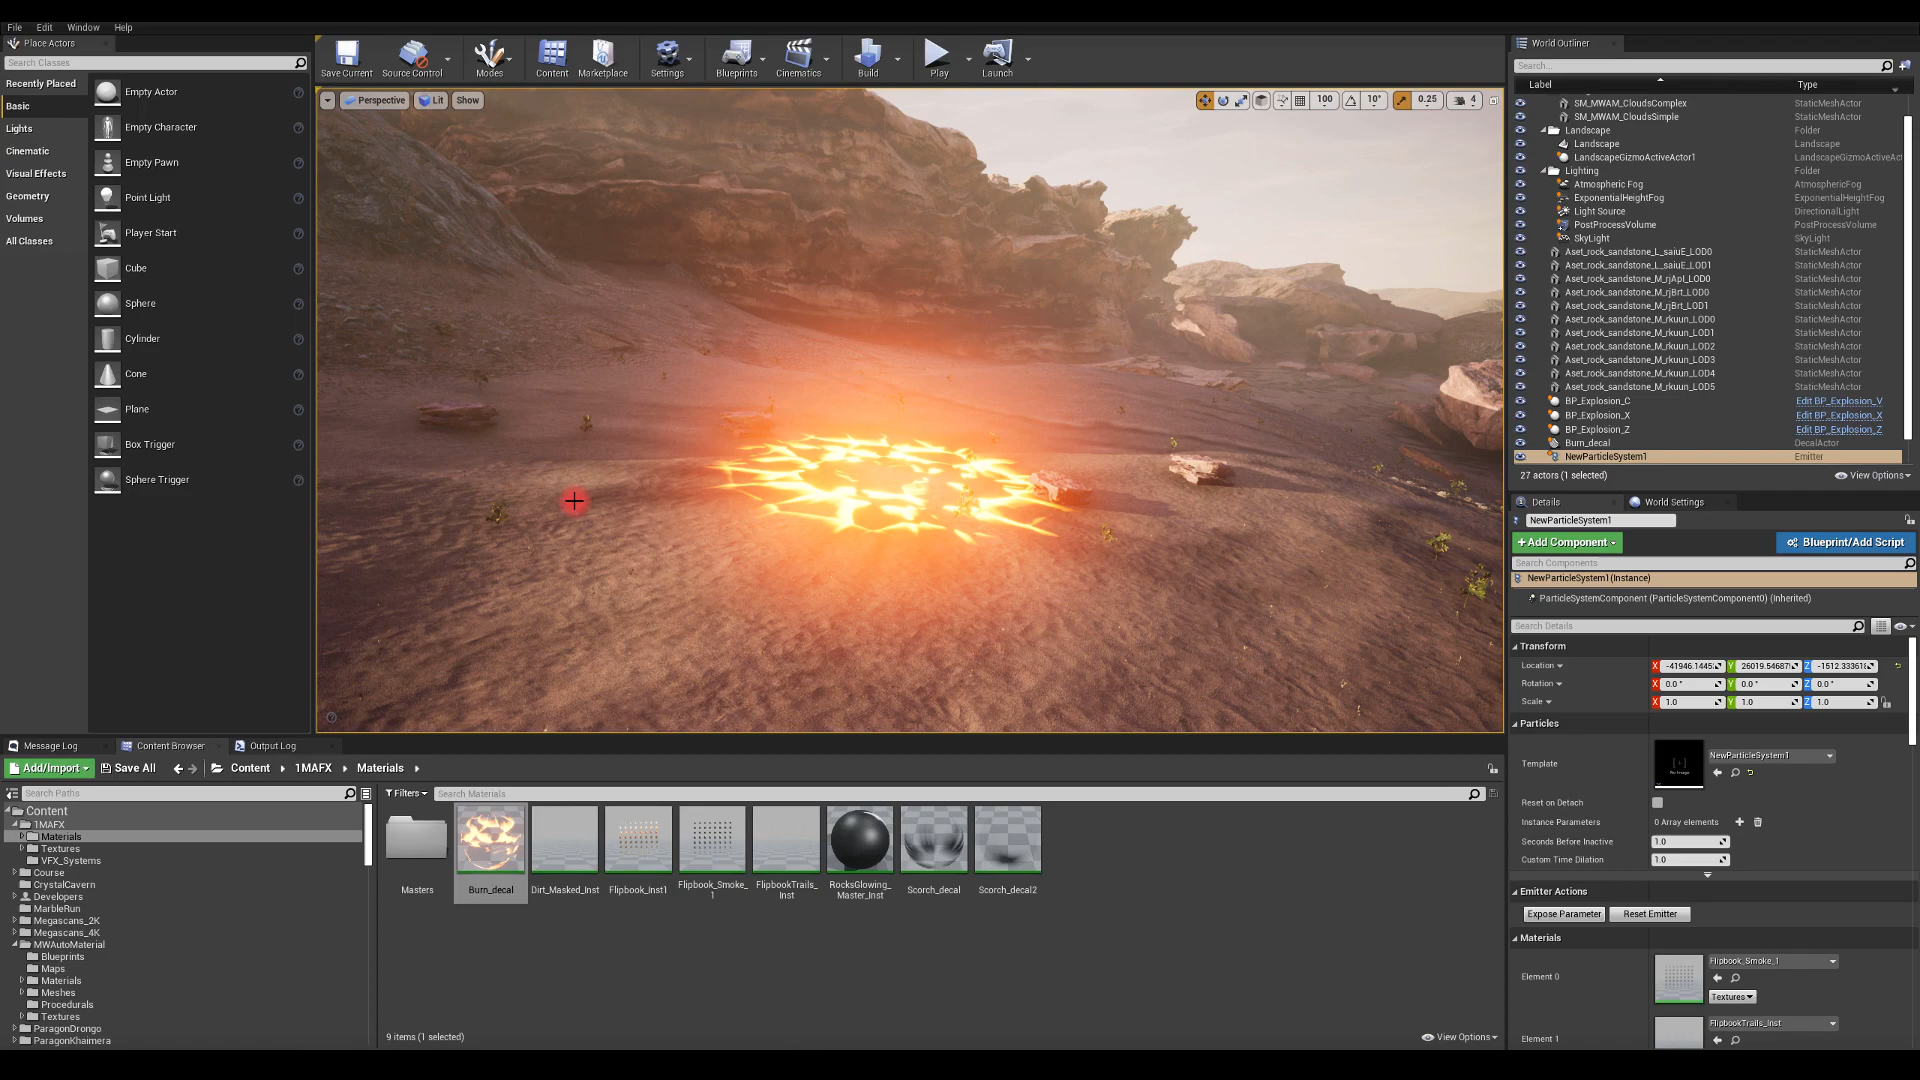 File Edit Window Help
Place Actors
Search Classes
Recently Placed
Basic
Lights
Cinematic
Visual Effects
Geometry
Volumes
All Classes
Empty Actor
Empty Character
Empty Pawn
Point Light
Player Start
Cube
Sphere
Cylinder
Cone
Plane
Box Trigger
Sphere Trigger
Save Current Source Control Modes Content Marketplace Settings Blueprints Cinematics Build Play Launch
Perspective Lit Show
100 10° 0.25 4
World Outliner
Search...
Label Type
SM_MWAM_CloudsComplex StaticMeshActor
SM_MWAM_CloudsSimple StaticMeshActor
Landscape Folder
Landscape Landscape
LandscapeGizmoActiveActor1 LandscapeGizmoActiveAct
Lighting Folder
Atmospheric Fog AtmosphericFog
ExponentialHeightFog ExponentialHeightFog
Light Source DirectionalLight
PostProcessVolume PostProcessVolume
SkyLight SkyLight
Aset_rock_sandstone_L_saiuE_LOD0 StaticMeshActor
Aset_rock_sandstone_L_saiuE_LOD1 StaticMeshActor
Aset_rock_sandstone_M_rjApI_LOD0 StaticMeshActor
Aset_rock_sandstone_M_rjBrt_LOD0 StaticMeshActor
Aset_rock_sandstone_M_rjBrt_LOD1 StaticMeshActor
Aset_rock_sandstone_M_rkuun_LOD0 StaticMeshActor
Aset_rock_sandstone_M_rkuun_LOD1 StaticMeshActor
Aset_rock_sandstone_M_rkuun_LOD2 StaticMeshActor
Aset_rock_sandstone_M_rkuun_LOD3 StaticMeshActor
Aset_rock_sandstone_M_rkuun_LOD4 StaticMeshActor
Aset_rock_sandstone_M_rkuun_LOD5 StaticMeshActor
BP_Explosion_C Edit BP_Explosion_V
BP_Explosion_X Edit BP_Explosion_X
BP_Explosion_Z Edit BP_Explosion_Z
Burn_decal DecalActor
NewParticleSystem1 Emitter
27 actors (1 selected) View Options
Details World Settings
NewParticleSystem1
+Add Component Blueprint/Add Script
Search Components
NewParticleSystem1(Instance)
ParticleSystemComponent (ParticleSystemComponent0) (Inherited)
Search Details
Transform
Location X -41946.1445 Y 26019.54687 Z -1512.33361
Rotation X 0.0 ° Y 0.0 ° Z 0.0 °
Scale X 1.0 Y 1.0 Z 1.0
Particles
Template NewParticleSystem1
Reset on Detach
Instance Parameters 0 Array elements
Seconds Before Inactive 1.0
Custom Time Dilation 1.0
Emitter Actions
Expose Parameter Reset Emitter
Materials
Element 0 Flipbook_Smoke_1
Textures
Element 1 FlipbookTrails_Inst
Message Log Content Browser Output Log
Add/Import Save All Content 1MAFX Materials
Search Paths
Content
1MAFX
Materials
Textures
VFX_Systems
Course
CrystalCavern
Developers
MarbleRun
Megascans_2K
Megascans_4K
MWAutoMaterial
Blueprints
Maps
Materials
Meshes
Procedurals
Textures
ParagonDrongo
ParagonKhaimera
Filters Search Materials
Masters
Burn_decal
Dirt_Masked_Inst
Flipbook_Inst1
Flipbook_Smoke_
1
FlipbookTrails_
Inst
RocksGlowing_
Master_Inst
Scorch_decal
Scorch_decal2
9 items (1 selected) View Options